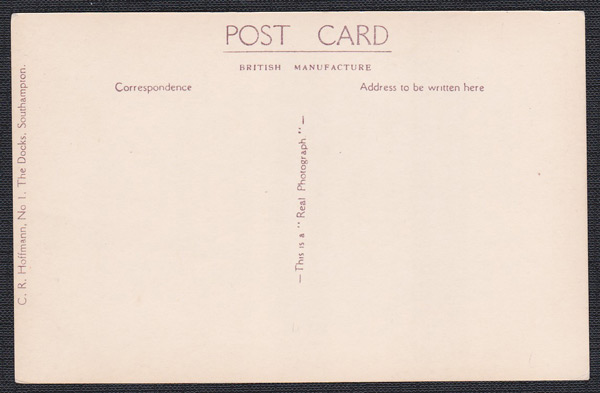 POST CARD
BRITISH MANUFACTURE
Correspondence
Address to be written here
—This is a "Real Photograph"—
C. R. Hoffmann, No 1, The Docks, Southampton.